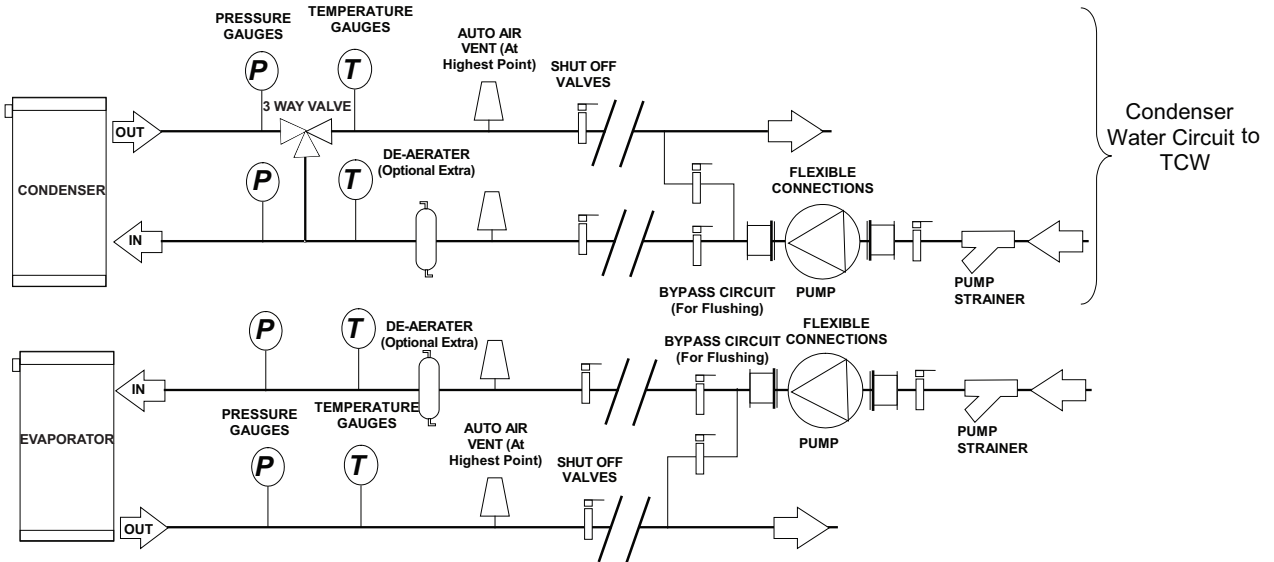 PRESSURE
GAUGES
TEMPERATURE
GAUGES
AUTO AIR
VENT (At
Highest Point)
SHUT OFF
VALVES
P
T
3 WAY VALVE
OUT
CONDENSER
P
T
DE-AERATER
(Optional Extra)
FLEXIBLE
CONNECTIONS
IN
BYPASS CIRCUIT
(For Flushing)
PUMP
PUMP
STRAINER
Condenser
Water Circuit to
TCW
P
T
DE-AERATER
(Optional Extra)
BYPASS CIRCUIT
(For Flushing)
FLEXIBLE
CONNECTIONS
IN
EVAPORATOR
PRESSURE
GAUGES
TEMPERATURE
GAUGES
AUTO AIR
VENT (At
Highest Point)
SHUT OFF
VALVES
PUMP
PUMP
STRAINER
P
T
OUT